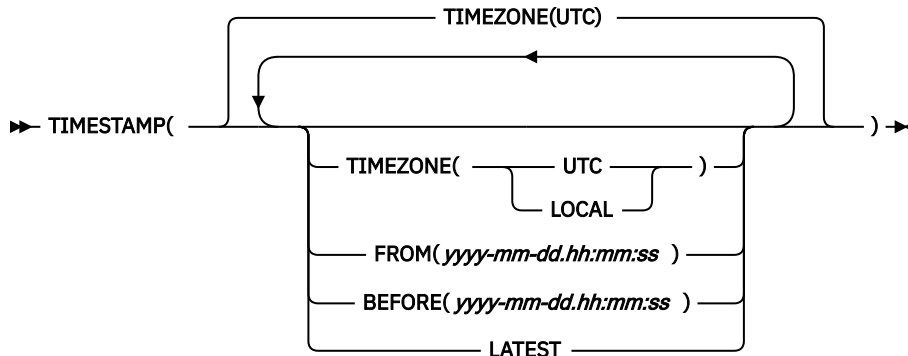 TIMEZONE(UTC)
TIMESTAMP( )
TIMEZONE( UTC )
LOCAL
FROM( yyyy-mm-dd.hh:mm:ss )
BEFORE( yyyy-mm-dd.hh:mm:ss )
LATEST